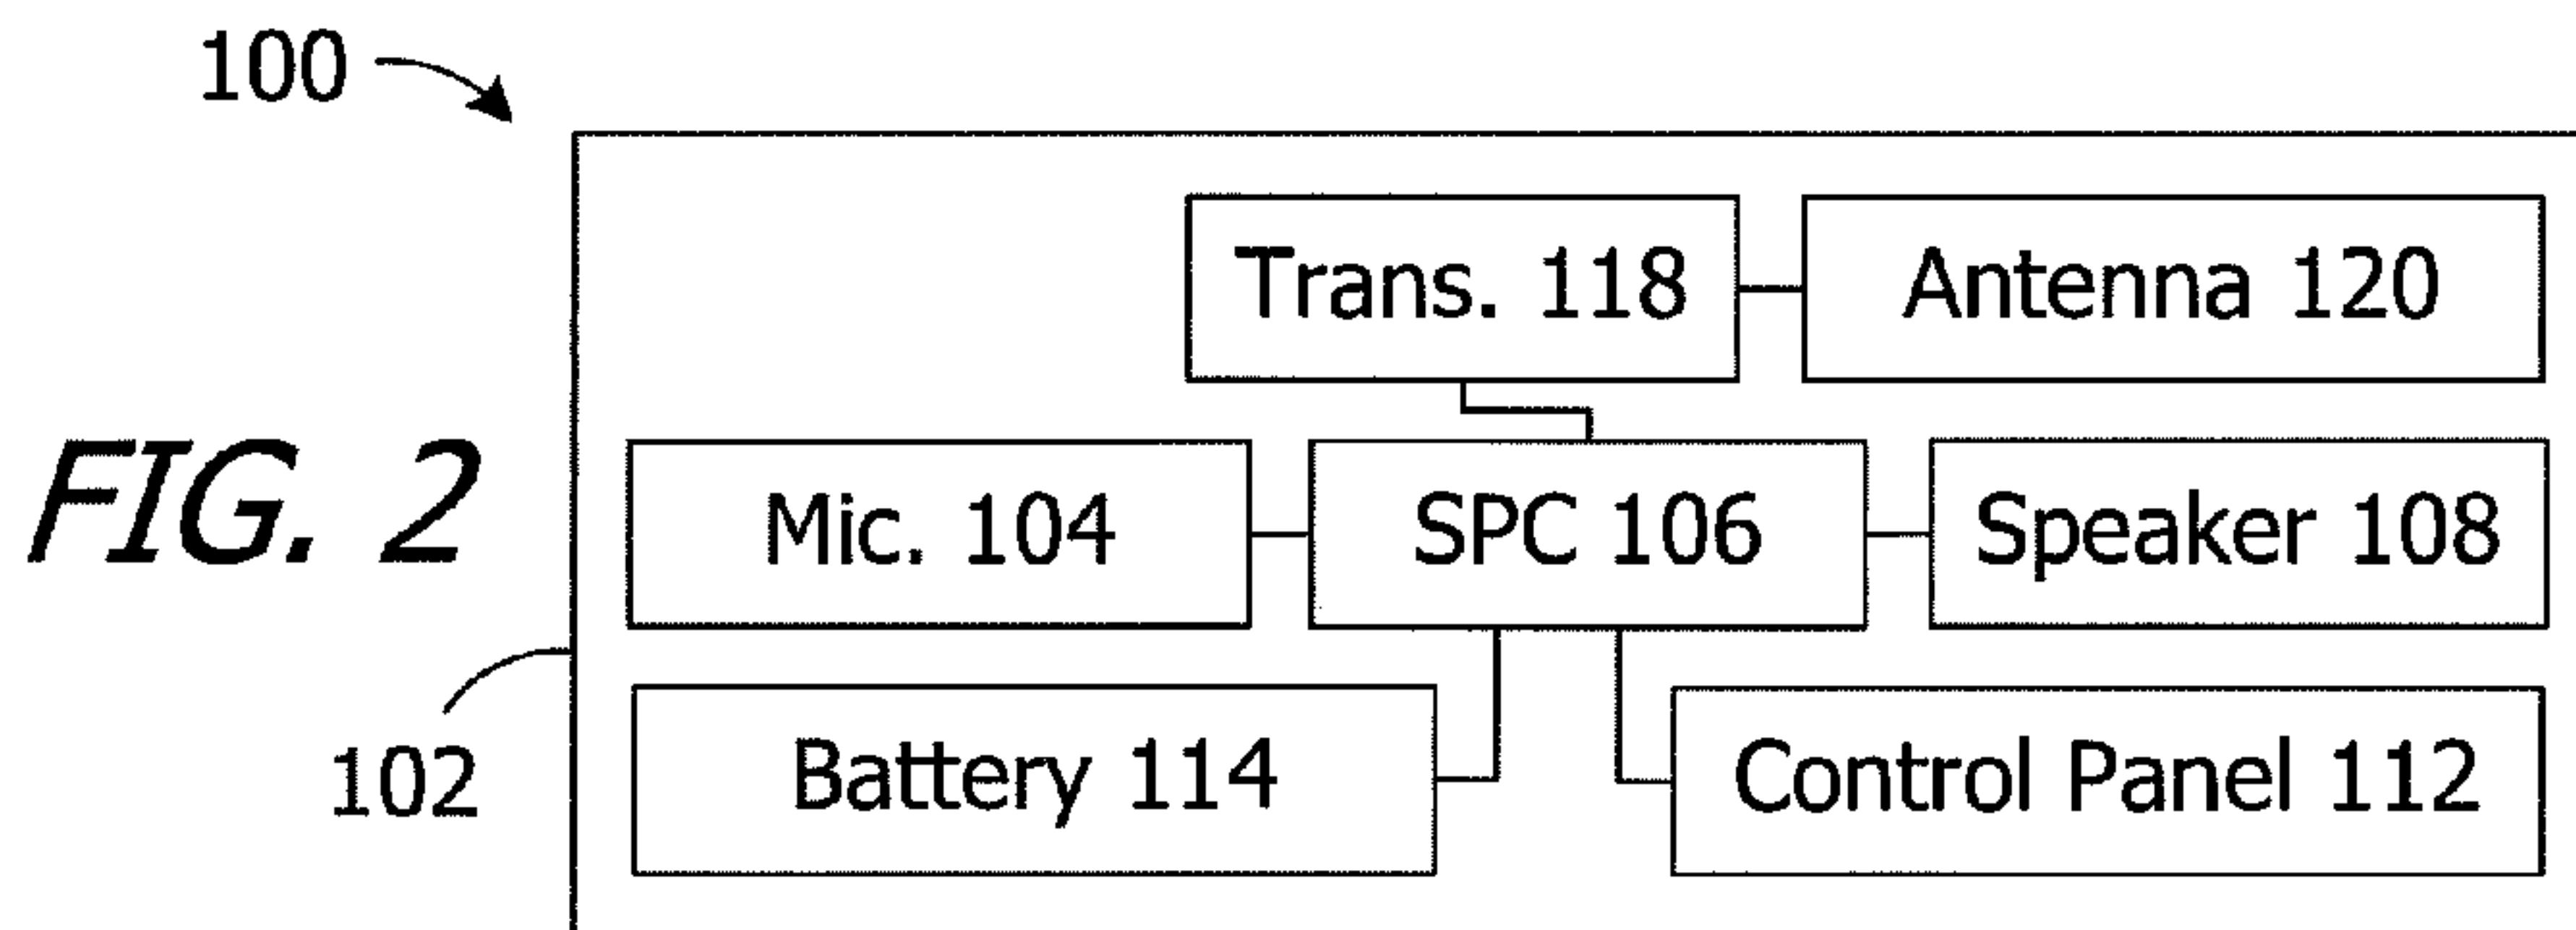 100
Trans. 118
Antenna 120
FIG. 2
Mic. 104
SPC 106
Speaker 108
102
Battery 114
Control Panel 112